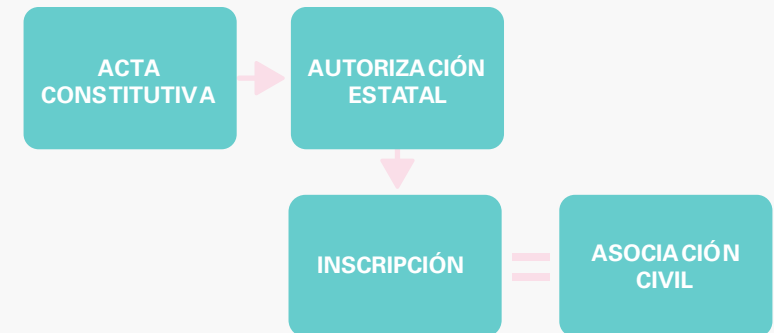 ACTA
CONSTITUTIVA
AUTORIZACIÓN
ESTATAL
INSCRIPCIÓN
ASOCIACIÓN
CIVIL